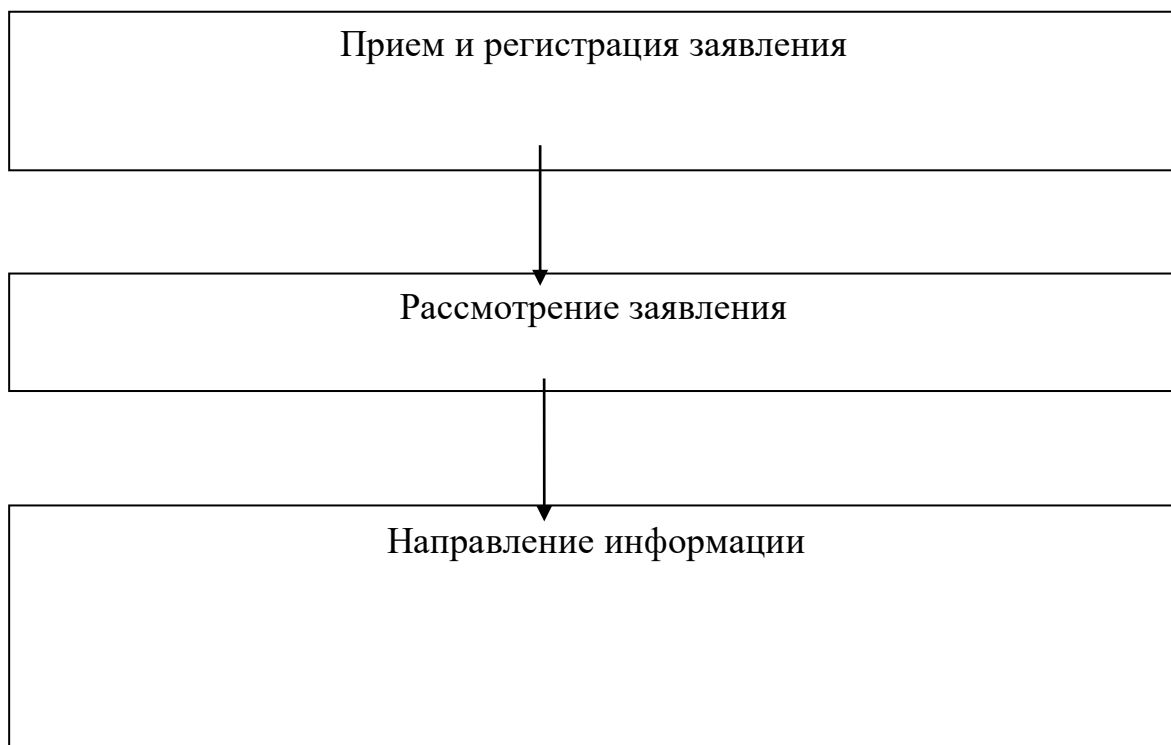 Прием и регистрация заявления
Рассмотрение заявления
Направление информации